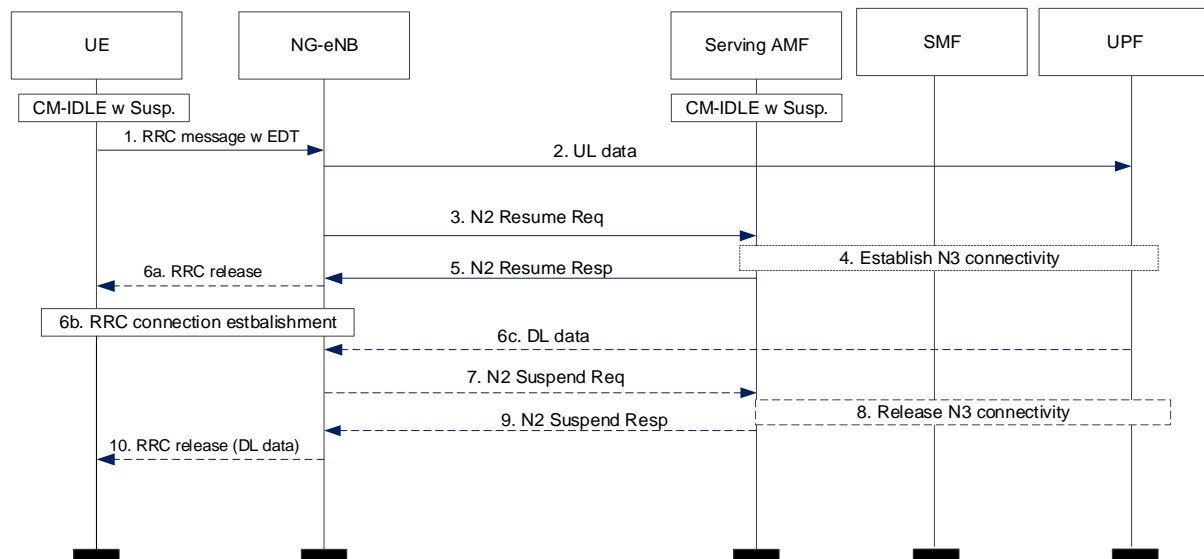 UE
NG-eNB
Serving AMF
SMF
UPF
CM-IDLE w Susp.
CM-IDLE w Susp.
1. RRC message w EDT
2. UL data
3. N2 Resume Req
4. Establish N3 connectivity
5. N2 Resume Resp
6a. RRC release
6b. RRC connection estbalishment
6c. DL data
7. N2 Suspend Req
8. Release N3 connectivity
9. N2 Suspend Resp
10. RRC release (DL data)